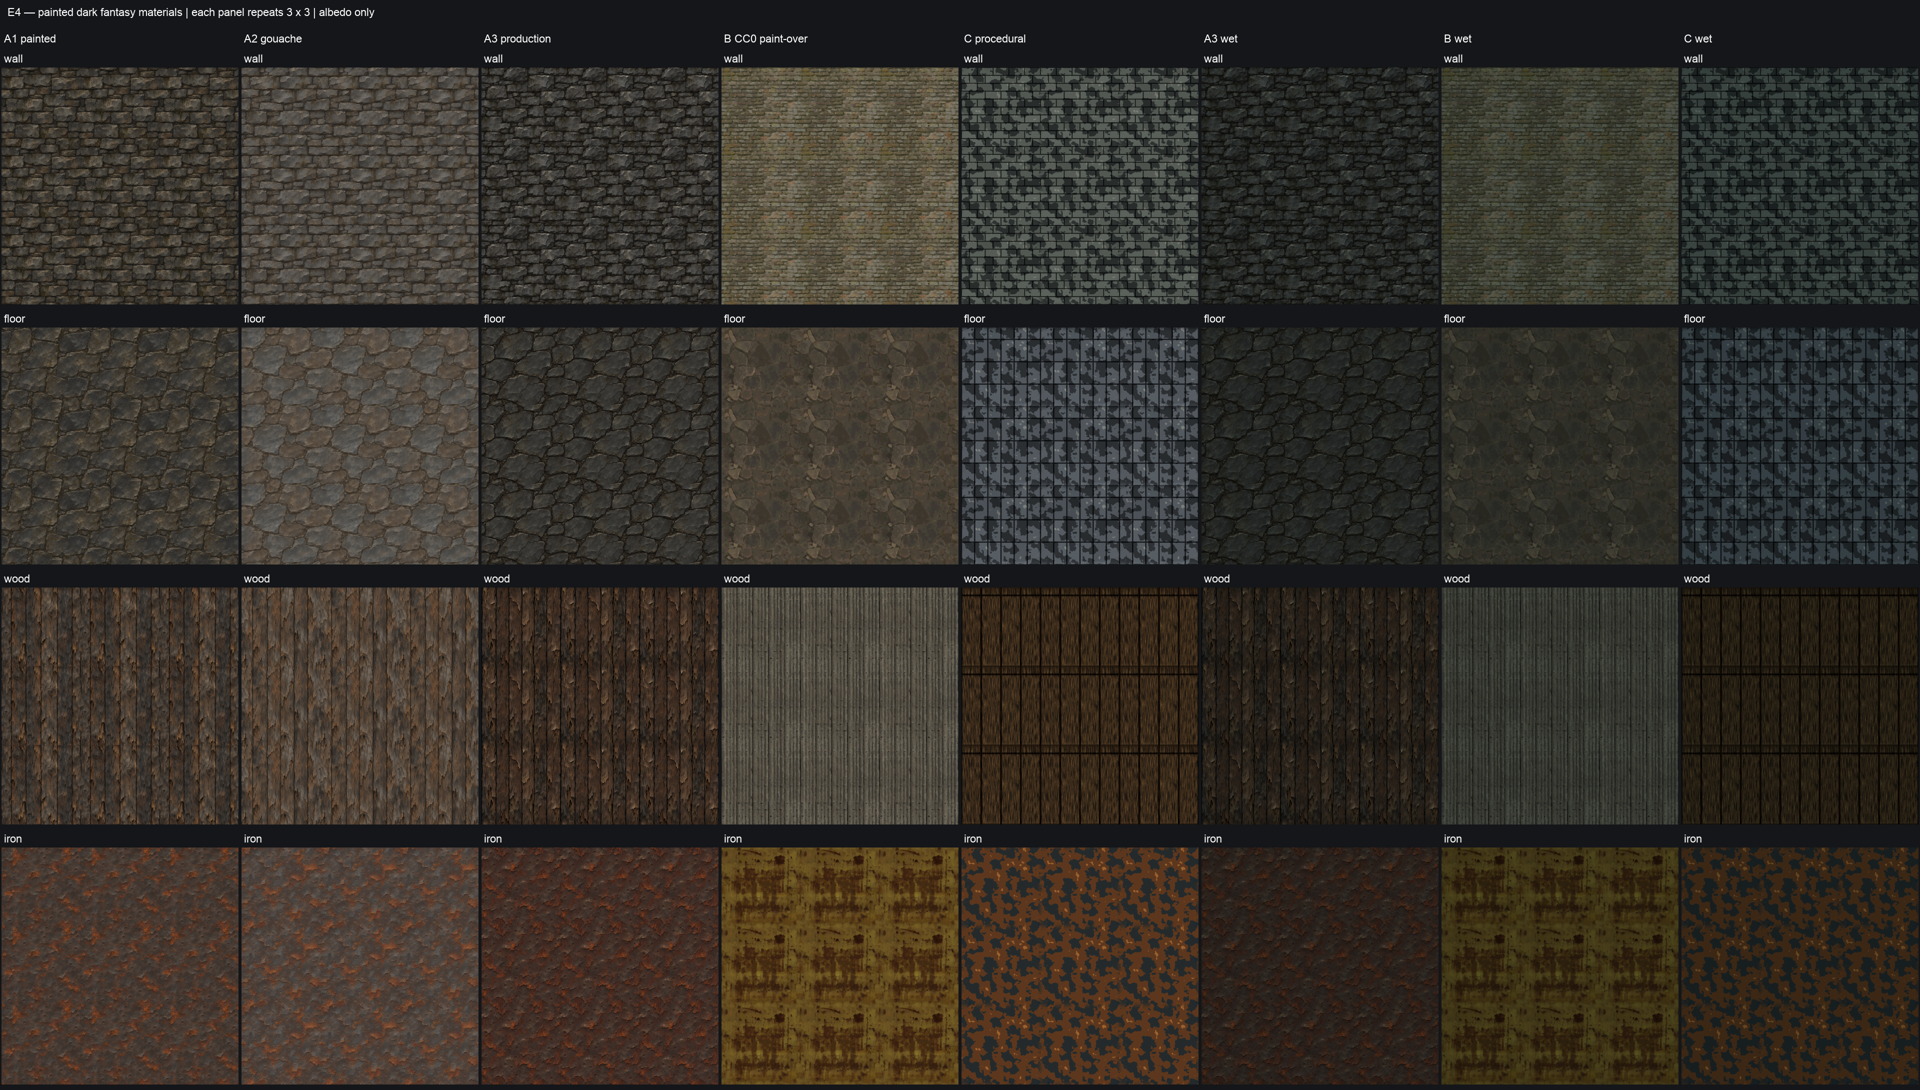 E4 — painted dark fantasy materials | each panel repeats 3 x 3 | albedo only
A1 painted A2 gouache A3 production B CC0 paint-over C procedural A3 wet B wet C wet
wall wall wall wall wall wall wall wall
floor floor floor floor floor floor floor floor
wood wood wood wood wood wood wood wood
iron iron iron iron iron iron iron iron